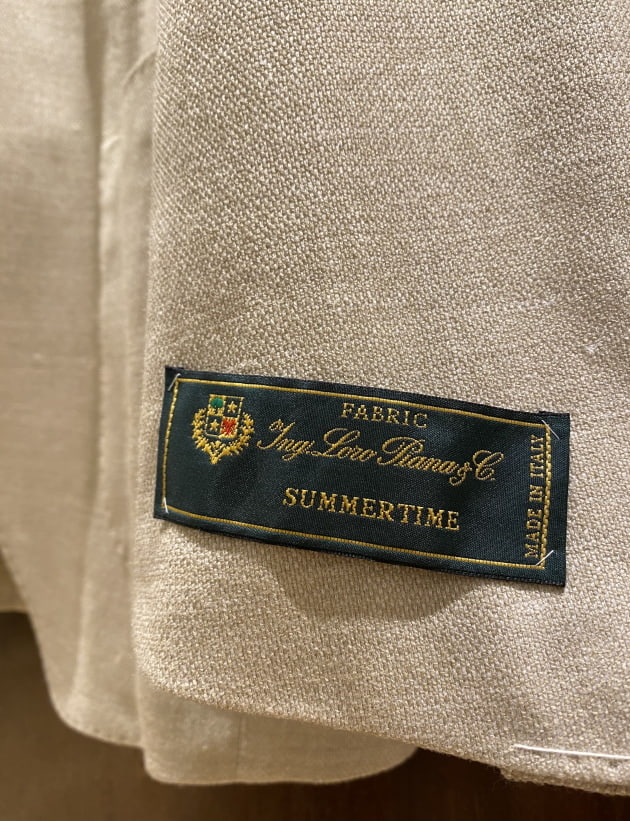 FABRIC
Ing. Loro Piana & C.
SUMMERTIME
MADE IN ITALY